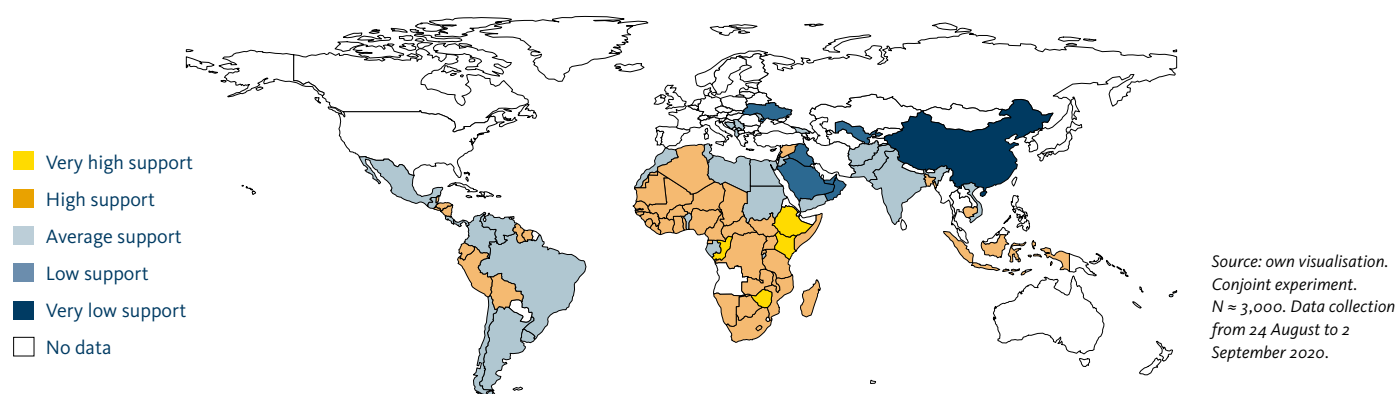 Very high support
High support
Average support
Low support
Very low support
No data
Source: own visualisation.
Conjoint experiment.
N ≈ 3,000. Data collection
from 24 August to 2
September 2020.